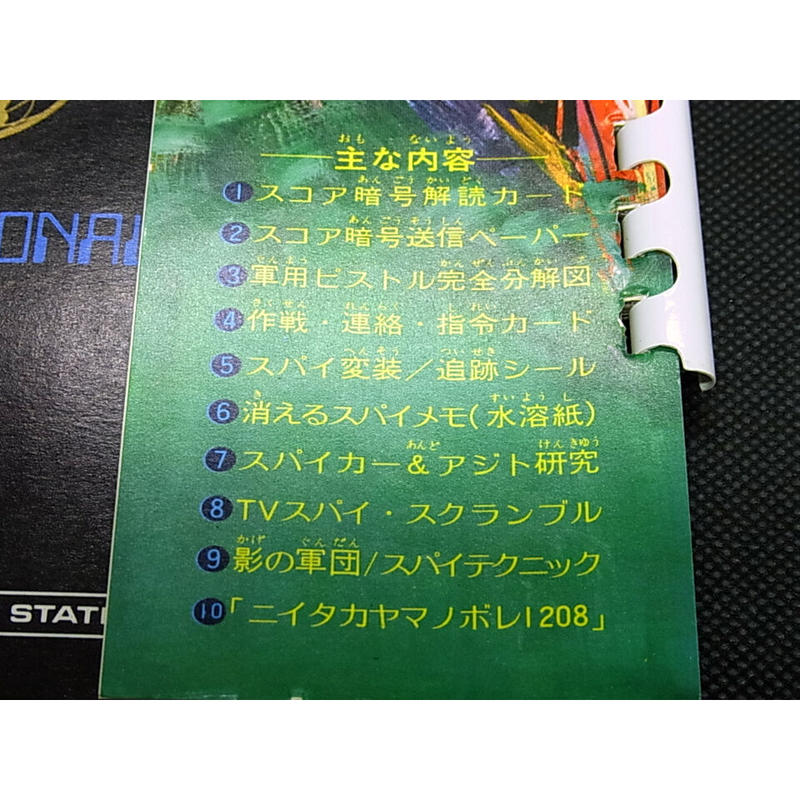 主な内容
1 スコア暗号解読カード
2 スコア暗号送信ペーパー
3 軍用ピストル完全分解図
4 作戦・連絡・指令カード
5 スパイ変装/追跡シール
6 消えるスパイメモ(水溶紙)
7 スパイカー&アジト研究
8 TVスパイ・スクランブル
9 影の軍団/スパイテクニック
10 「ニイタカヤマノボレ1208」
ONAL
STATI